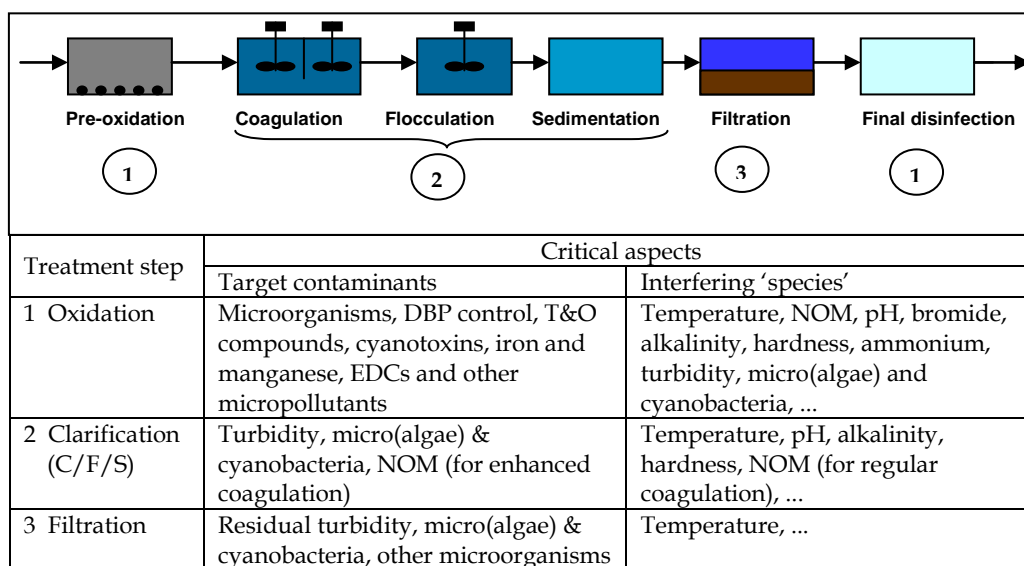 Pre-oxidation Coagulation Flocculation Sedimentation Filtration Final disinfection
1 2 3 1
Treatment step
Critical aspects
Target contaminants
Interfering 'species'
1 Oxidation
Microorganisms, DBP control, T&O
compounds, cyanotoxins, iron and
manganese, EDCs and other
micropollutants
Temperature, NOM, pH, bromide,
alkalinity, hardness, ammonium,
turbidity, micro(algae) and
cyanobacteria, ...
2 Clarification
(C/F/S)
Turbidity, micro(algae) &
cyanobacteria, NOM (for enhanced
coagulation)
Temperature, pH, alkalinity,
hardness, NOM (for regular
coagulation), ...
3 Filtration
Residual turbidity, micro(algae) &
cyanobacteria, other microorganisms
Temperature, ...